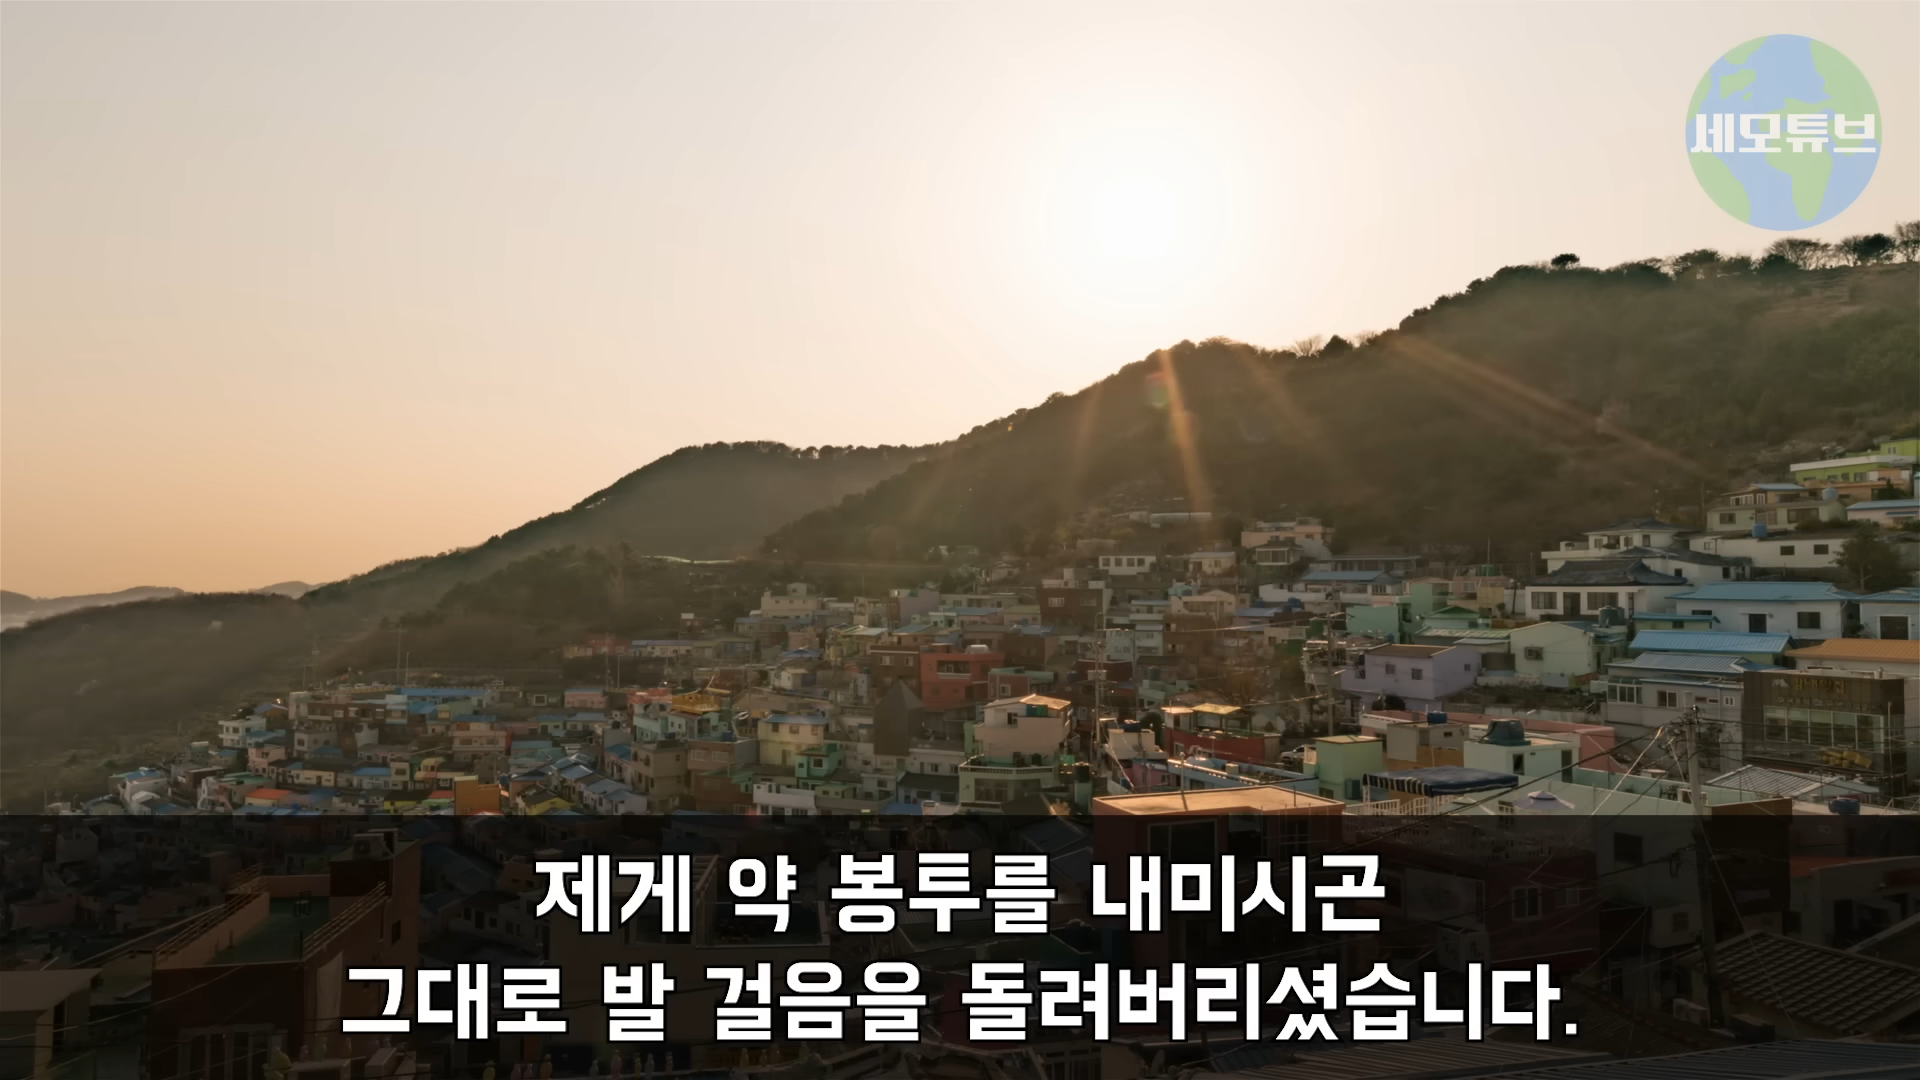 세모튜브
제게 약 봉투를 내미시곤
그대로 발 걸음을 돌려버리셨습니다.